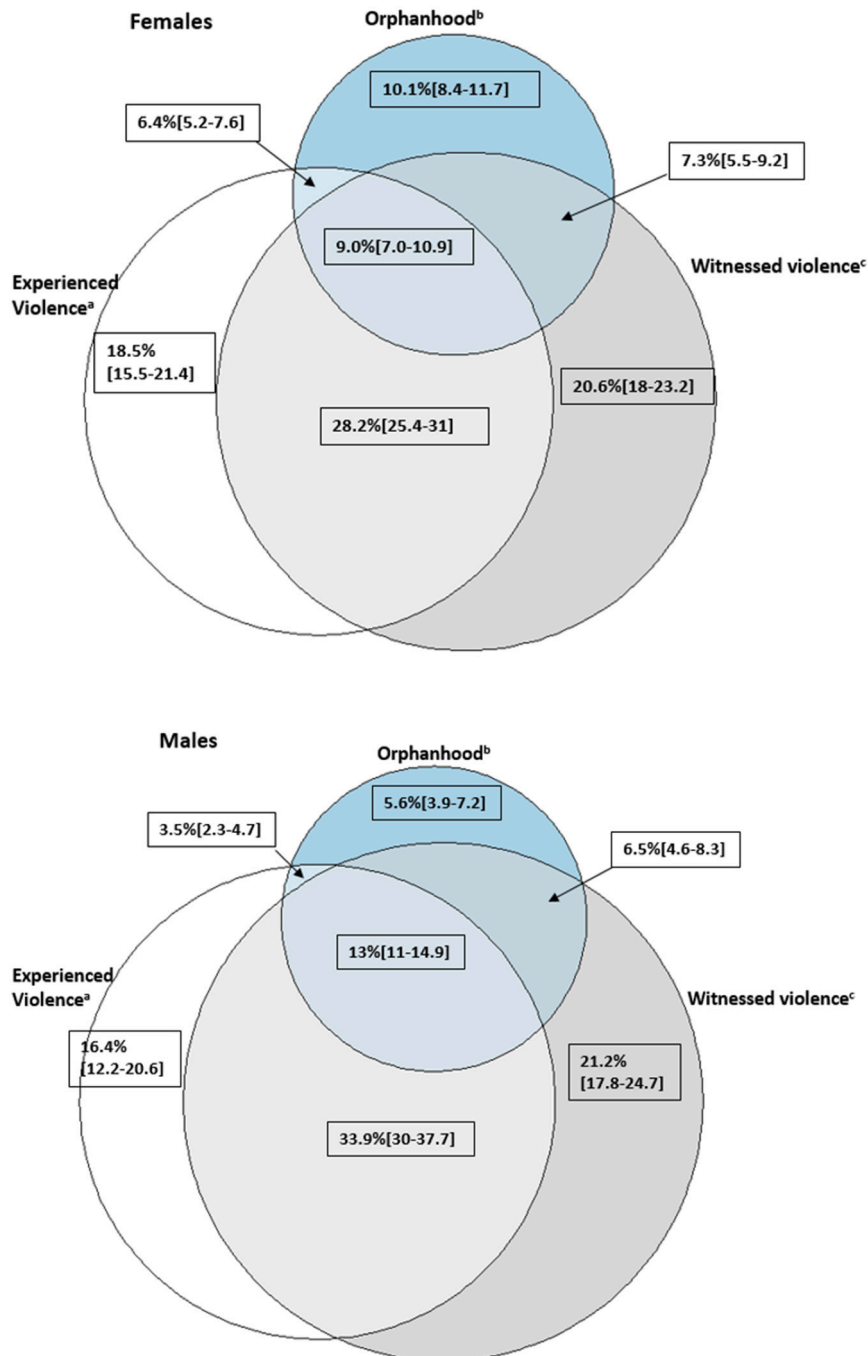 Females
Orphanhoodᵇ
10.1%[8.4-11.7]
6.4%[5.2-7.6]
7.3%[5.5-9.2]
9.0%[7.0-10.9]
Experienced
Violenceᵃ
Witnessed violenceᶜ
18.5%
[15.5-21.4]
20.6%[18-23.2]
28.2%[25.4-31]
Males
Orphanhoodᵇ
5.6%[3.9-7.2]
3.5%[2.3-4.7]
6.5%[4.6-8.3]
13%[11-14.9]
Experienced
Violenceᵃ
Witnessed violenceᶜ
16.4%
[12.2-20.6]
21.2%
[17.8-24.7]
33.9%[30-37.7]